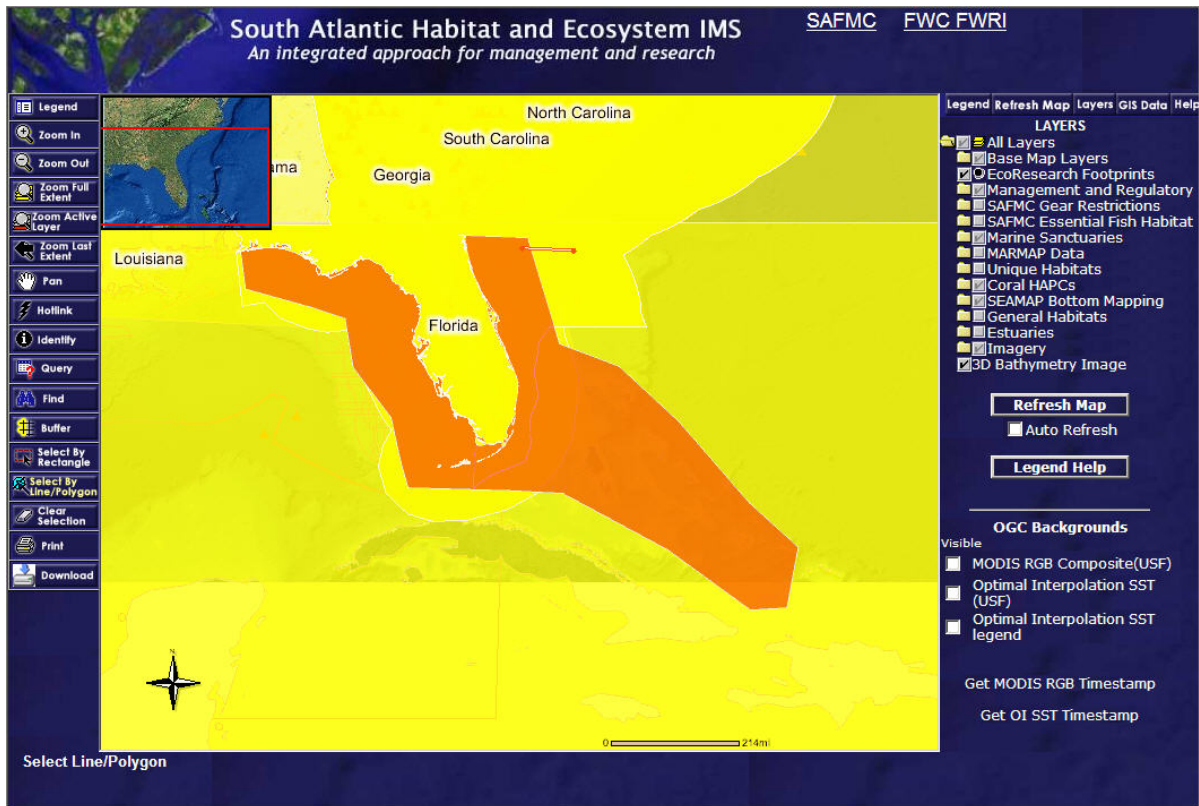 South Atlantic Habitat and Ecosystem IMS
An integrated approach for management and research
SAFMC
FWC FWRI
Legend
Zoom In
Zoom Out
Zoom Full
Extent
Zoom Active
Layer
Zoom Last
Extent
Pan
Hotlink
Identify
Query
Find
Buffer
Select By
Rectangle
Select By
Line/Polygon
Clear
Selection
Print
Download
North Carolina
South Carolina
ama
Georgia
Louisiana
Florida
N
0
214mi
Legend Refresh Map Layers GIS Data Help
LAYERS
All Layers
Base Map Layers
EcoResearch Footprints
Management and Regulatory
SAFMC Gear Restrictions
SAFMC Essential Fish Habitat
Marine Sanctuaries
MARMAP Data
Unique Habitats
Coral HAPCs
SEAMAP Bottom Mapping
General Habitats
Estuaries
Imagery
3D Bathymetry Image
Refresh Map
Auto Refresh
Legend Help
OGC Backgrounds
Visible
MODIS RGB Composite(USF)
Optimal Interpolation SST
(USF)
Optimal Interpolation SST
legend
Get MODIS RGB Timestamp
Get OI SST Timestamp
Select Line/Polygon